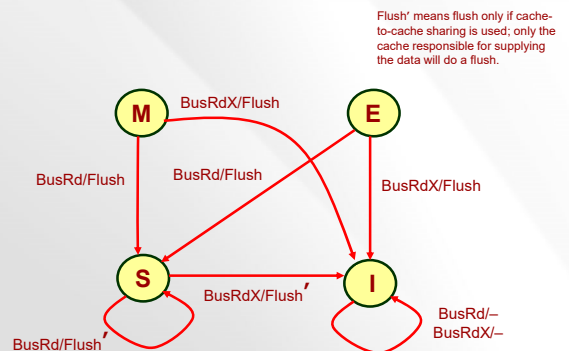 Flush′ means flush only if cache-
to-cache sharing is used; only the
cache responsible for supplying
the data will do a flush.
M
BusRdX/Flush
E
BusRd/Flush
BusRd/Flush
BusRdX/Flush
S
BusRdX/Flush′
I
BusRd/Flush′
BusRd/–
BusRdX/–